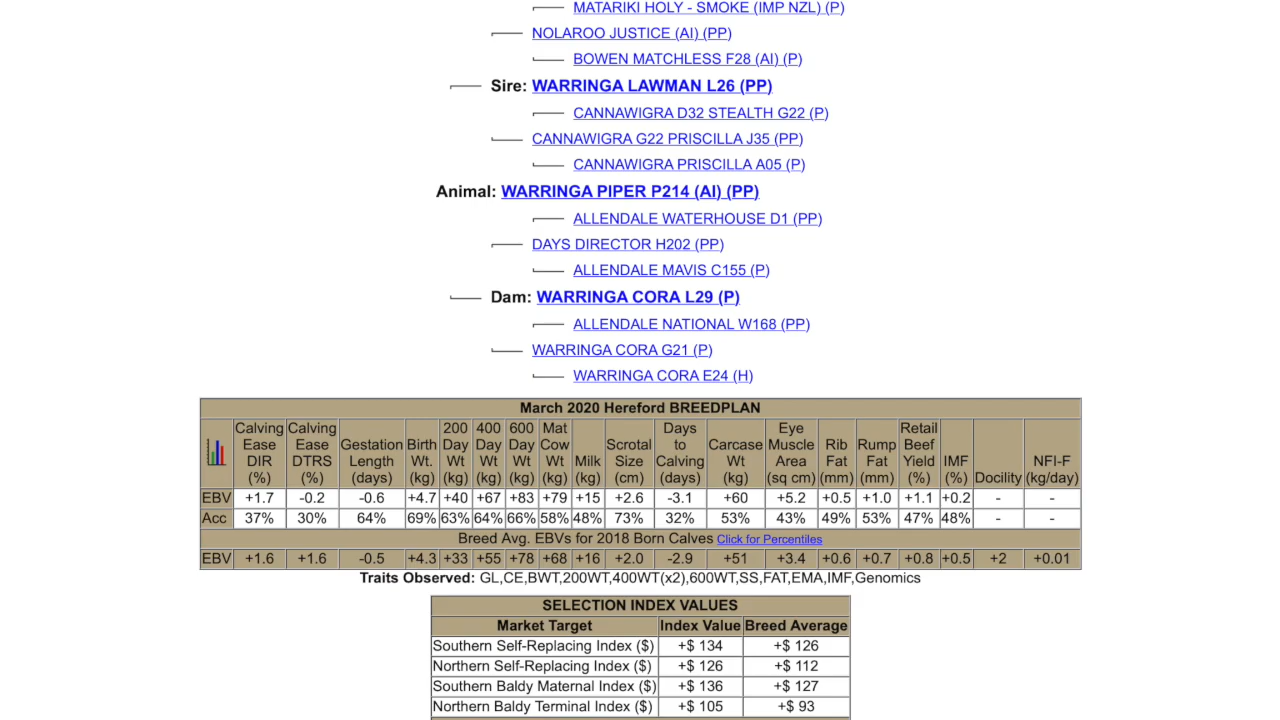 MATARIKI HOLY - SMOKE (IMP NZL) (P)
NOLAROO JUSTICE (AI) (PP)
BOWEN MATCHLESS F28 (AI) (P)
Sire: WARRINGA LAWMAN L26 (PP)
CANNAWIGRA D32 STEALTH G22 (P)
CANNAWIGRA G22 PRISCILLA J35 (PP)
CANNAWIGRA PRISCILLA A05 (P)
Animal: WARRINGA PIPER P214 (AI) (PP)
ALLENDALE WATERHOUSE D1 (PP)
DAYS DIRECTOR H202 (PP)
ALLENDALE MAVIS C155 (P)
Dam: WARRINGA CORA L29 (P)
ALLENDALE NATIONAL W168 (PP)
WARRINGA CORA G21 (P)
WARRINGA CORA E24 (H)
March 2020 Hereford BREEDPLAN
Calving Ease DIR (%) Calving Ease DTRS (%) Gestation Length (days) Birth Wt. (kg) 200 Day Wt (kg) 400 Day Wt (kg) 600 Day Wt (kg) Mat Cow Wt (kg) Milk (kg) Scrotal Size (cm) Days to Calving (days) Carcase Wt (kg) Eye Muscle Area (sq cm) Rib Fat (mm) Rump Fat (mm) Retail Beef Yield (%) IMF (%) Docility NFI-F (kg/day)
EBV +1.7 -0.2 -0.6 +4.7 +40 +67 +83 +79 +15 +2.6 -3.1 +60 +5.2 +0.5 +1.0 +1.1 +0.2 - -
Acc 37% 30% 64% 69% 63% 64% 66% 58% 48% 73% 32% 53% 43% 49% 53% 47% 48% - -
Breed Avg. EBVs for 2018 Born Calves Click for Percentiles
EBV +1.6 +1.6 -0.5 +4.3 +33 +55 +78 +68 +16 +2.0 -2.9 +51 +3.4 +0.6 +0.7 +0.8 +0.5 +2 +0.01
Traits Observed: GL,CE,BWT,200WT,400WT(x2),600WT,SS,FAT,EMA,IMF,Genomics
SELECTION INDEX VALUES
Market Target Index Value Breed Average
Southern Self-Replacing Index ($) +$ 134 +$ 126
Northern Self-Replacing Index ($) +$ 126 +$ 112
Southern Baldy Maternal Index ($) +$ 136 +$ 127
Northern Baldy Terminal Index ($) +$ 105 +$ 93